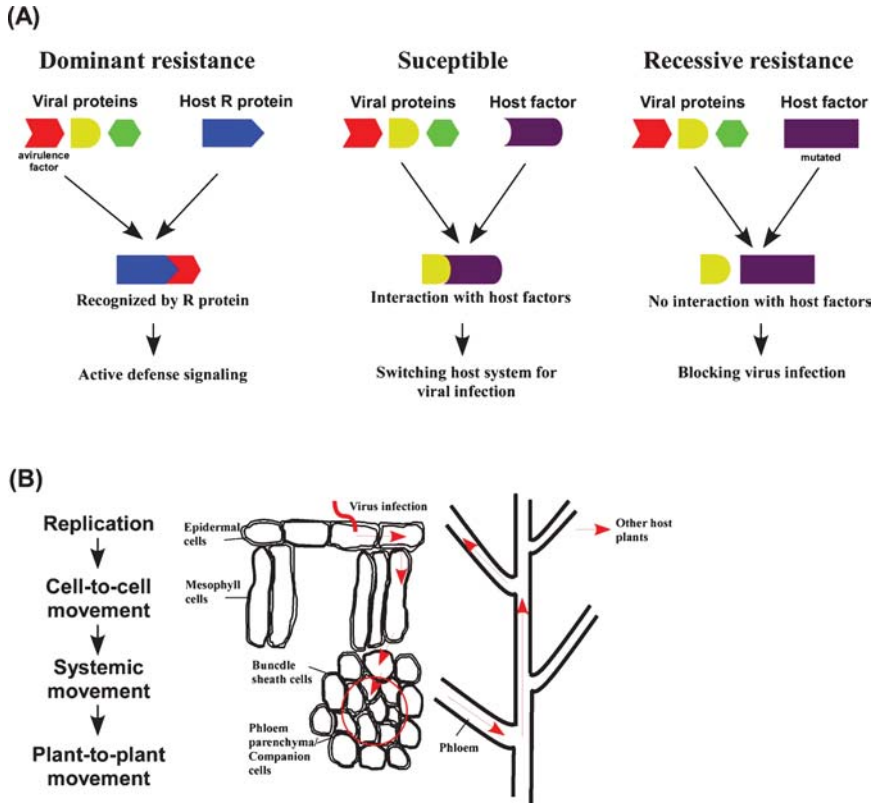 (A)
Dominant resistance
Viral proteins
Host R protein
avirulence
factor
Recognized by R protein
Active defense signaling
Suceptible
Viral proteins
Host factor
Interaction with host factors
Switching host system for
viral infection
Recessive resistance
Viral proteins
Host factor
mutated
No interaction with host factors
Blocking virus infection
(B)
Replication
Cell-to-cell
movement
Systemic
movement
Plant-to-plant
movement
Virus infection
Epidermal
cells
Mesophyll
cells
Buncdle
sheath cells
Phloem
parenchyma/
Companion
cells
Phloem
Other host
plants